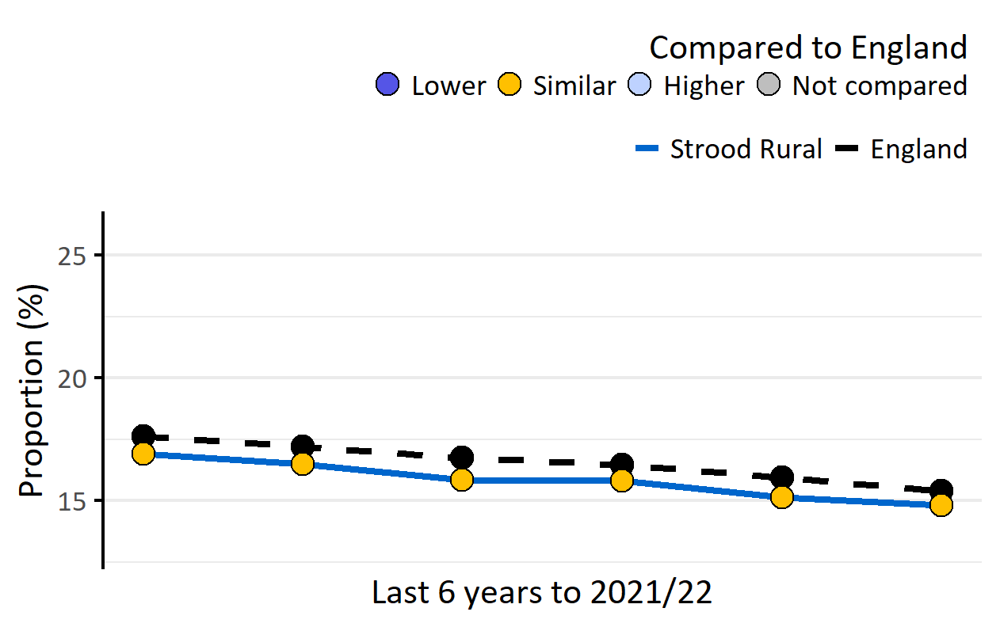 Compared to England
Lower Similar Higher Not compared
Strood Rural England
25
20
15
Proportion (%)
Last 6 years to 2021/22